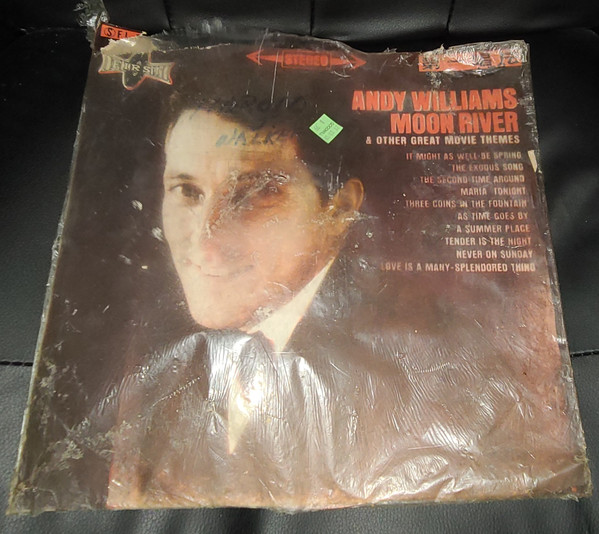 SEL
STEREO
ANDY WILLIAMS
MOON RIVER
& OTHER GREAT MOVIE THEMES
IT MIGHT AS WELL BE SPRING
THE EXODUS SONG
THE SECOND TIME AROUND
MARIA TONIGHT
THREE COINS IN THE FOUNTAIN
AS TIME GOES BY
A SUMMER PLACE
TENDER IS THE NIGHT
NEVER ON SUNDAY
LOVE IS A MANY-SPLENDORED THING